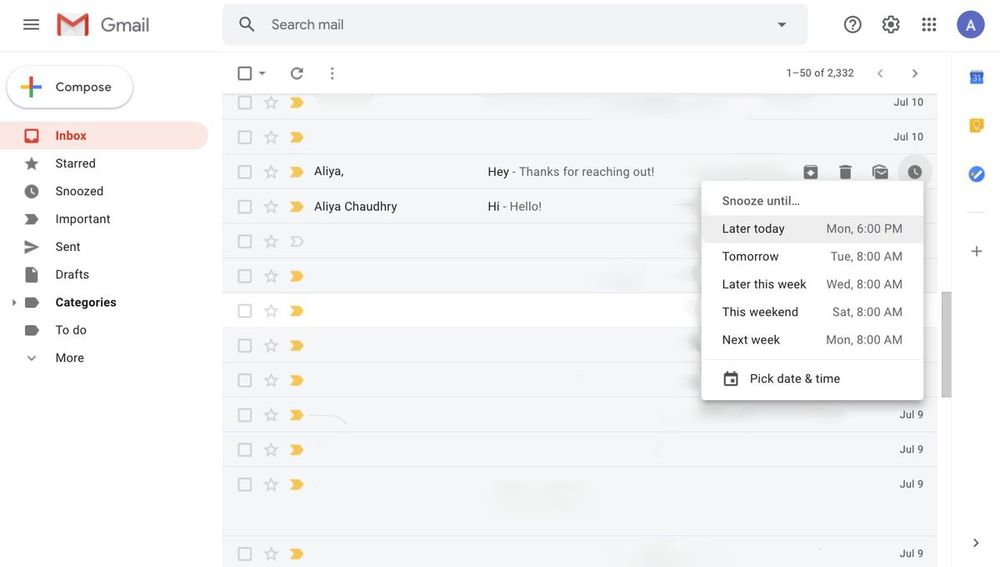 Gmail
Search mail
A
Compose
1–50 of 2,332
31
Inbox
Starred
Snoozed
Important
Sent
Drafts
Categories
To do
More
Jul 10
Jul 10
Aliya, Hey - Thanks for reaching out!
Aliya Chaudhry Hi - Hello!
Snooze until...
Later today Mon, 6:00 PM
Tomorrow Tue, 8:00 AM
Later this week Wed, 8:00 AM
This weekend Sat, 8:00 AM
Next week Mon, 8:00 AM
Pick date & time
Jul 9
Jul 9
Jul 9
Jul 9